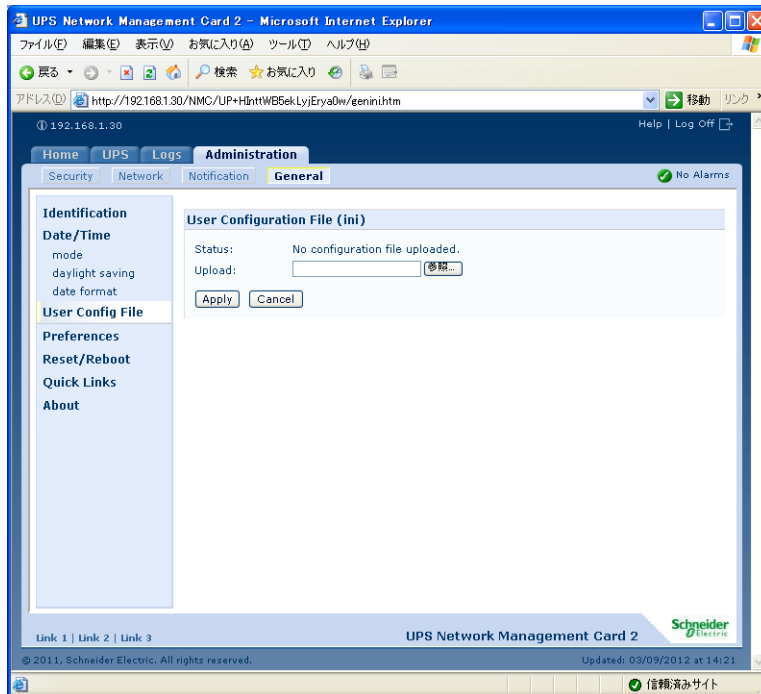 UPS Network Management Card 2 - Microsoft Internet Explorer
ファイル(F) 編集(E) 表示(V) お気に入り(A) ツール(T) ヘルプ(H)
戻る 検索 お気に入り
アドレス(D) http://192.168.1.30/NMC/UP+HInttWB5ekLyjErya0w/genini.htm 移動 リンク
192.168.1.30 Help | Log Off
Home UPS Logs Administration
Security Network Notification General No Alarms
Identification
Date/Time
mode
daylight saving
date format
User Config File
Preferences
Reset/Reboot
Quick Links
About
User Configuration File (ini)
Status: No configuration file uploaded.
Upload: 参照...
Apply Cancel
Link 1 | Link 2 | Link 3
UPS Network Management Card 2
Schneider Electric
© 2011, Schneider Electric. All rights reserved. Updated: 03/09/2012 at 14:21
信頼済みサイト